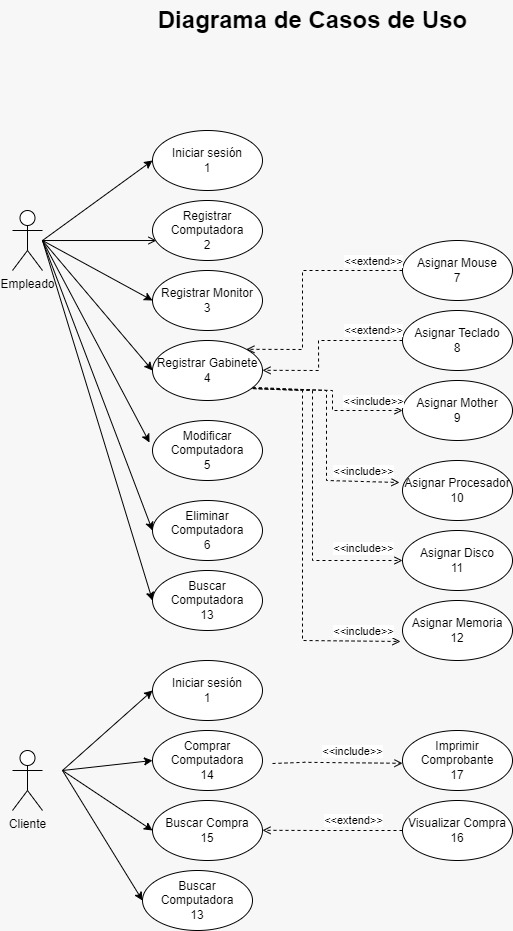 Diagrama de Casos de Uso
Iniciar sesión
1
Registrar
Computadora
2
Empleado
<<extend>>
Asignar Mouse
7
Registrar Monitor
3
<<extend>>
Asignar Teclado
8
Registrar Gabinete
4
<<include>>
Asignar Mother
9
Modificar
Computadora
5
<<include>>
Asignar Procesador
10
Eliminar
Computadora
6
<<include>>
Asignar Disco
11
Buscar
Computadora
13
<<include>>
Asignar Memoria
12
Iniciar sesión
1
Comprar
Computadora
14
<<include>>
Imprimir
Comprobante
17
Cliente
Buscar Compra
15
<<extend>>
Visualizar Compra
16
Buscar
Computadora
13